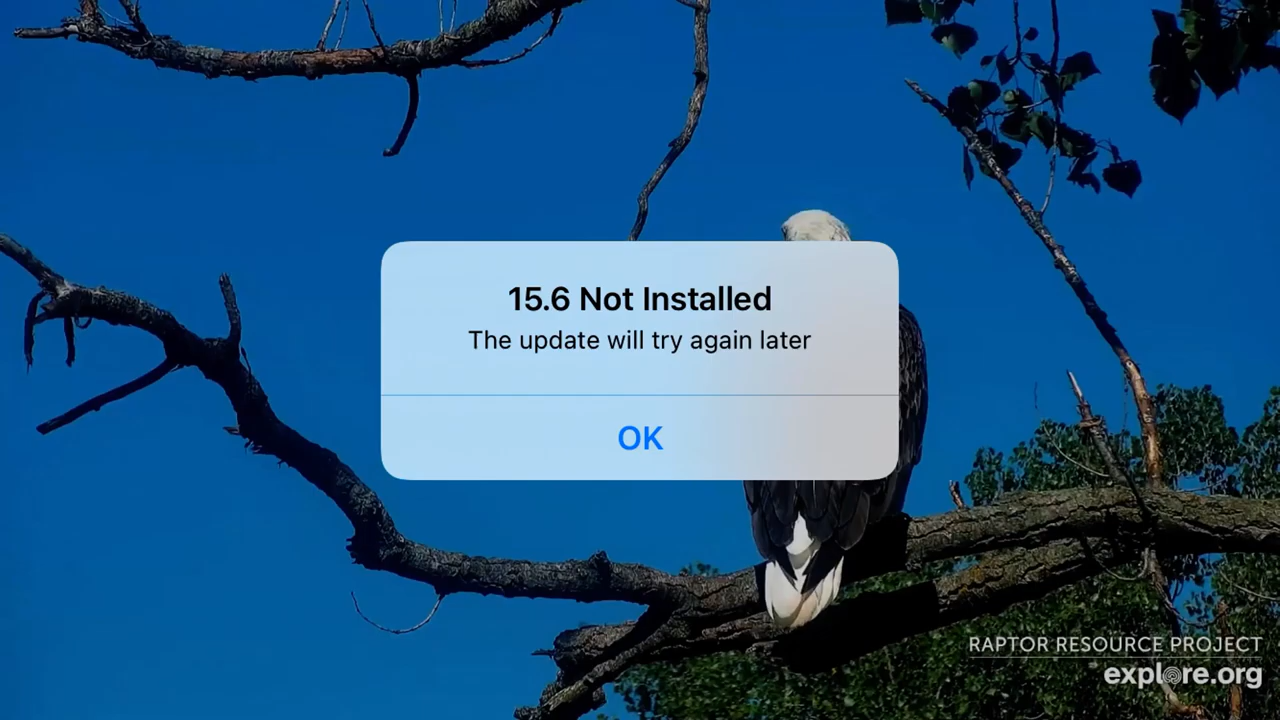 15.6 Not Installed
The update will try again later
OK
RAPTOR RESOURCE PROJECT
explore.org